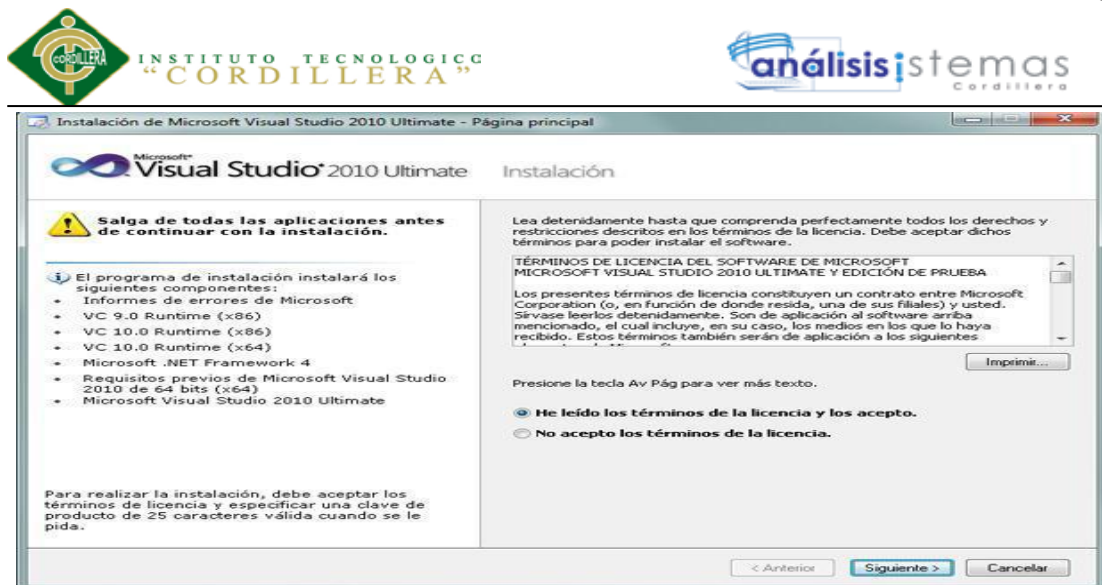 CORDILLERA
INSTITUTO TECNOLOGICC
"CORDILLERA"
análisis istemas
Cordillera
Instalación de Microsoft Visual Studio 2010 Ultimate - Página principal
Microsoft
Visual Studio 2010 Ultimate
Instalación
Salga de todas las aplicaciones antes
de continuar con la instalación.
El programa de instalación instalará los
siguientes componentes:
• Informes de errores de Microsoft
• VC 9.0 Runtime (x86)
• VC 10.0 Runtime (x86)
• VC 10.0 Runtime (x64)
• Microsoft .NET Framework 4
• Requisitos previos de Microsoft Visual Studio
2010 de 64 bits (x64)
• Microsoft Visual Studio 2010 Ultimate
Para realizar la instalación, debe aceptar los
términos de licencia y especificar una clave de
producto de 25 caracteres válida cuando se le
pida.
Lea detenidamente hasta que comprenda perfectamente todos los derechos y
restricciones descritos en los términos de la licencia. Debe aceptar dichos
términos para poder instalar el software.
TÉRMINOS DE LICENCIA DEL SOFTWARE DE MICROSOFT
MICROSOFT VISUAL STUDIO 2010 ULTIMATE Y EDICIÓN DE PRUEBA
Los presentes términos de licencia constituyen un contrato entre Microsoft
Corporation (o, en función de donde resida, una de sus filiales) y usted.
Sírvase leerlos detenidamente. Son de aplicación al software arriba
mencionado, el cual incluye, en su caso, los medios en los que lo haya
recibido. Estos términos también serán de aplicación a los siguientes
Imprimir...
Presione la tecla Av Pág para ver más texto.
He leído los términos de la licencia y los acepto.
No acepto los términos de la licencia.
< Anterior
Siguiente >
Cancelar